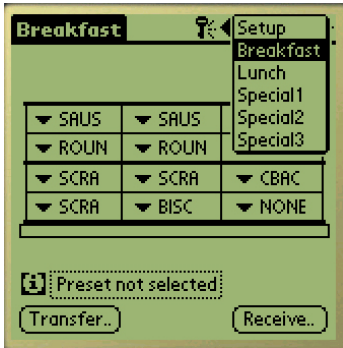 Breakfast
Setup
Breakfast
Lunch
Special1
Special2
Special3
SAUS SAUS
ROUN ROUN
SCRA SCRA CBAC
SCRA BISC NONE
Preset not selected
Transfer.. Receive..